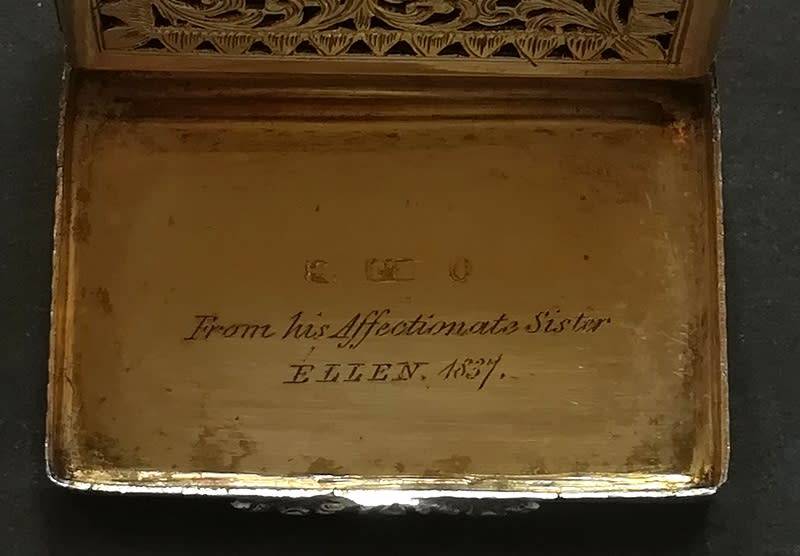 From his Affectionate Sister
ELLEN. 1837.